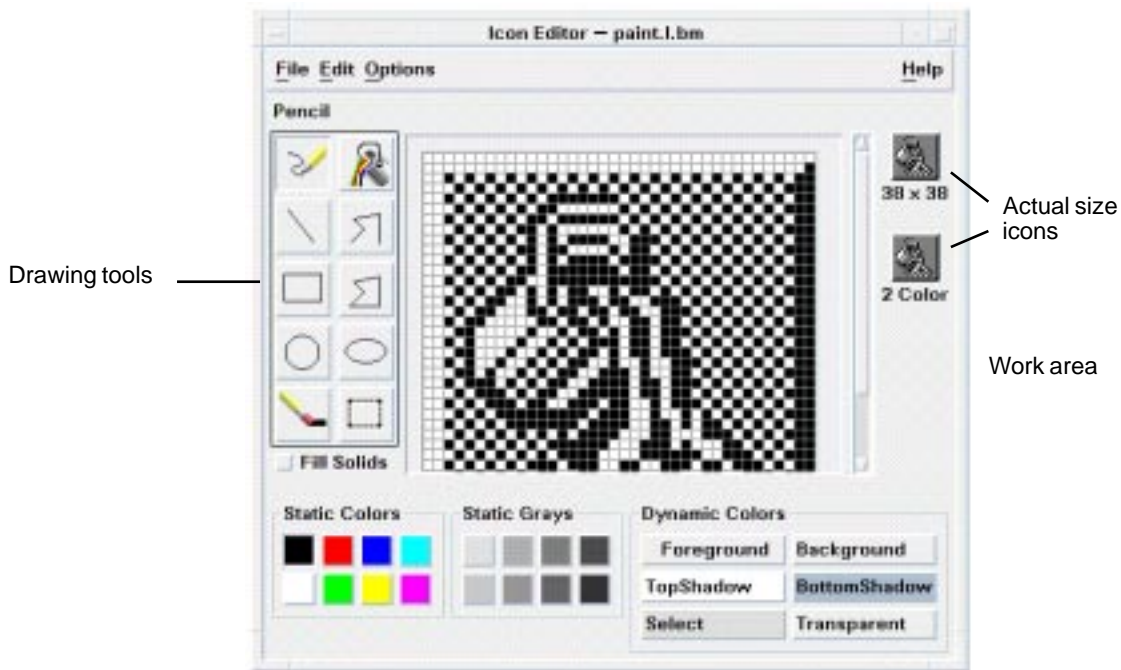 Icon Editor – paint.l.bm
File Edit Options Help
Pencil
38 x 38
Actual size
icons
Drawing tools
2 Color
Work area
Fill Solids
Static Colors Static Grays Dynamic Colors
Foreground Background
TopShadow BottomShadow
Select Transparent